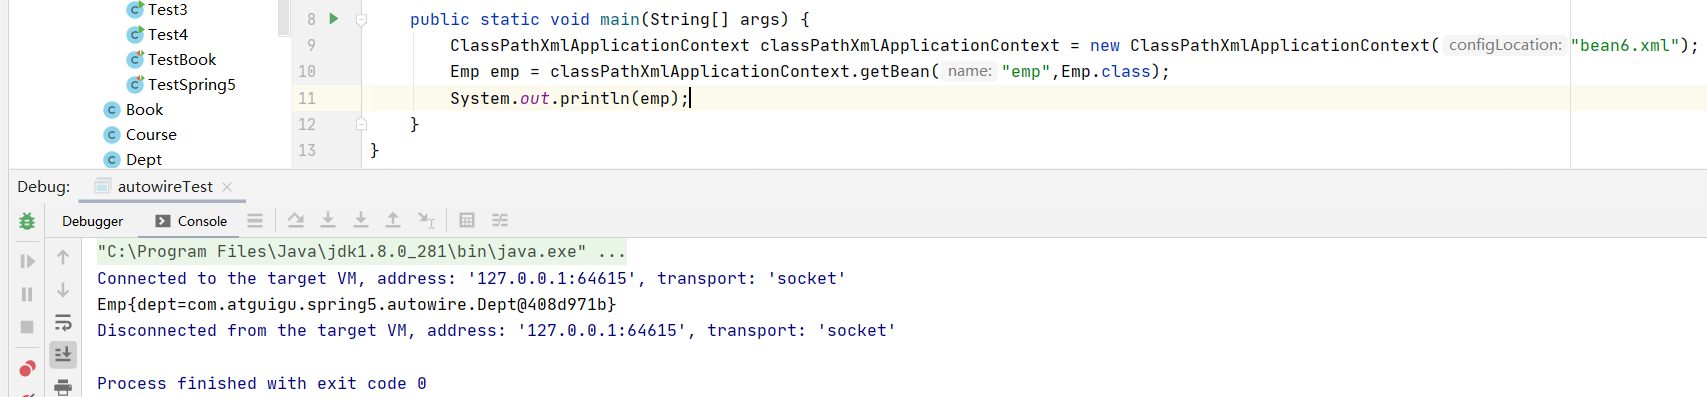 Test3
Test4
TestBook
TestSpring5
Book
Course
Dept
8 public static void main(String[] args) {
9 ClassPathXmlApplicationContext classPathXmlApplicationContext = new ClassPathXmlApplicationContext( configLocation: "bean6.xml");
10 Emp emp = classPathXmlApplicationContext.getBean( name: "emp",Emp.class);
11 System.out.println(emp);
12 }
13 }
Debug: autowireTest
Debugger Console
"C:\Program Files\Java\jdk1.8.0_281\bin\java.exe" ...
Connected to the target VM, address: '127.0.0.1:64615', transport: 'socket'
Emp{dept=com.atguigu.spring5.autowire.Dept@408d971b}
Disconnected from the target VM, address: '127.0.0.1:64615', transport: 'socket'
Process finished with exit code 0